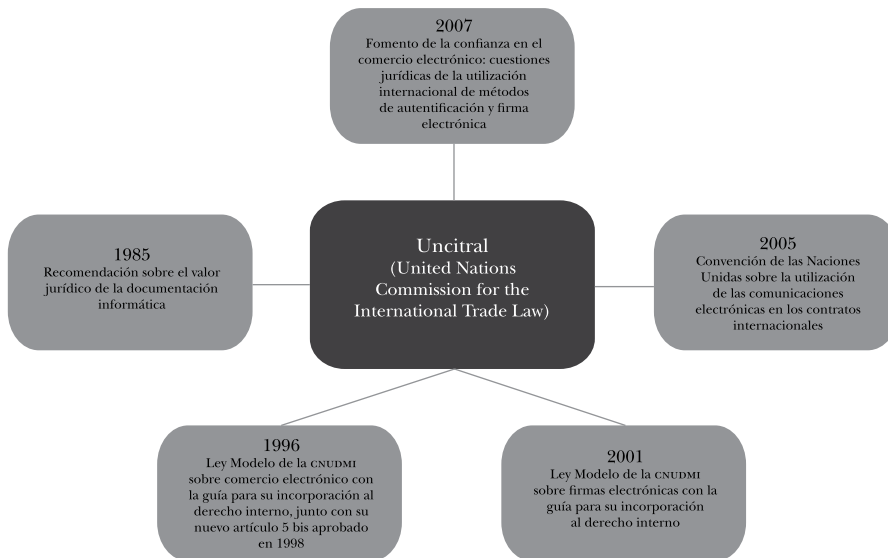 2007
Fomento de la confianza en el
comercio electrónico: cuestiones
jurídicas de la utilización
internacional de métodos
de autentificación y firma
electrónica
Uncitral
(United Nations
Commission for the
International Trade Law)
1985
Recomendación sobre el valor
jurídico de la documentación
informática
2005
Convención de las Naciones
Unidas sobre la utilización
de las comunicaciones
electrónicas en los contratos
internacionales
1996
Ley Modelo de la CNUDMI
sobre comercio electrónico con
la guía para su incorporación al
derecho interno, junto con su
nuevo artículo 5 bis aprobado
en 1998
2001
Ley Modelo de la CNUDMI
sobre firmas electrónicas con la
guía para su incorporación
al derecho interno